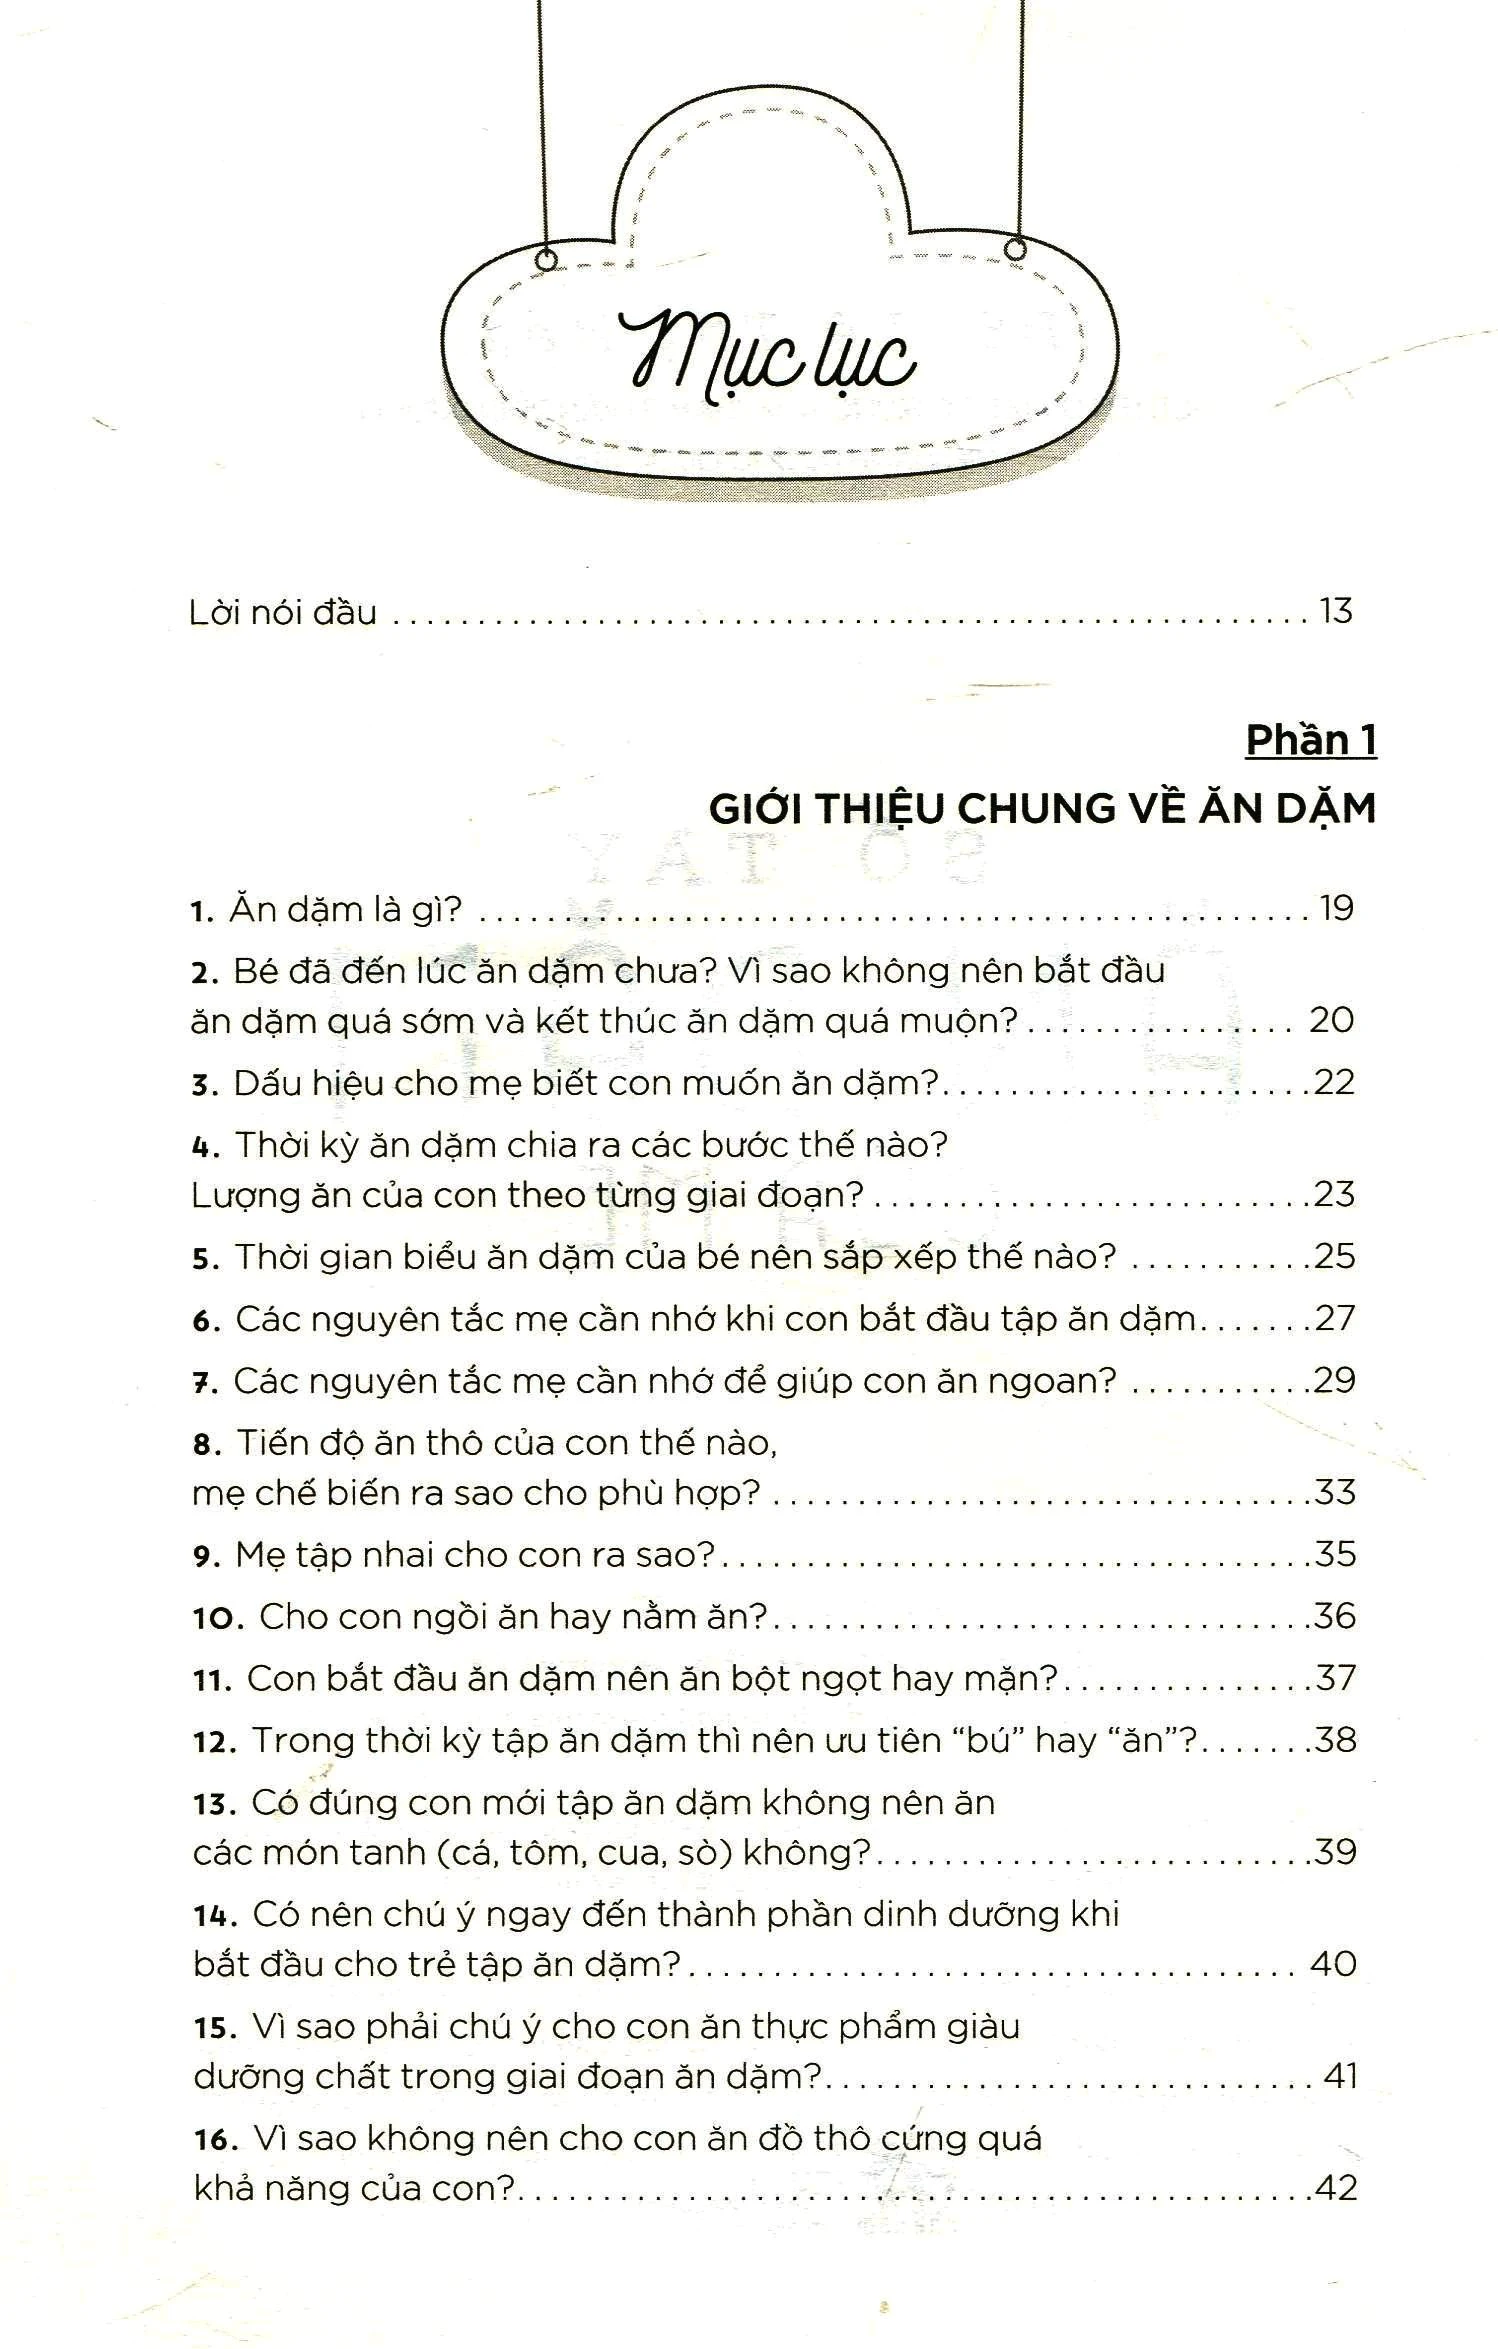 Mục lục
Lời nói đầu ........................................................ 13
Phần 1
GIỚI THIỆU CHUNG VỀ ĂN DẶM
1. Ăn dặm là gì? .................................................. 19
2. Bé đã đến lúc ăn dặm chưa? Vì sao không nên bắt đầu
ăn dặm quá sớm và kết thúc ăn dặm quá muộn? ................ 20
3. Dấu hiệu cho mẹ biết con muốn ăn dặm?......................22
4. Thời kỳ ăn dặm chia ra các bước thế nào?
Lượng ăn của con theo từng giai đoạn? ..........................23
5. Thời gian biểu ăn dặm của bé nên sắp xếp thế nào? ...........25
6. Các nguyên tắc mẹ cần nhớ khi con bắt đầu tập ăn dặm.......27
7. Các nguyên tắc mẹ cần nhớ để giúp con ăn ngoan? ...........29
8. Tiến độ ăn thô của con thế nào,
mẹ chế biến ra sao cho phù hợp? ................................33
9. Mẹ tập nhai cho con ra sao?...................................35
10. Cho con ngồi ăn hay nằm ăn?................................36
11. Con bắt đầu ăn dặm nên ăn bột ngọt hay mặn?...............37
12. Trong thời kỳ tập ăn dặm thì nên ưu tiên “bú” hay “ăn”?.......38
13. Có đúng con mới tập ăn dặm không nên ăn
các món tanh (cá, tôm, cua, sò) không?..........................39
14. Có nên chú ý ngay đến thành phần dinh dưỡng khi
bắt đầu cho trẻ tập ăn dặm?.................................... 40
15. Vì sao phải chú ý cho con ăn thực phẩm giàu
dưỡng chất trong giai đoạn ăn dặm?............................. 41
16. Vì sao không nên cho con ăn đồ thô cứng quá
khả năng của con?...............................................42